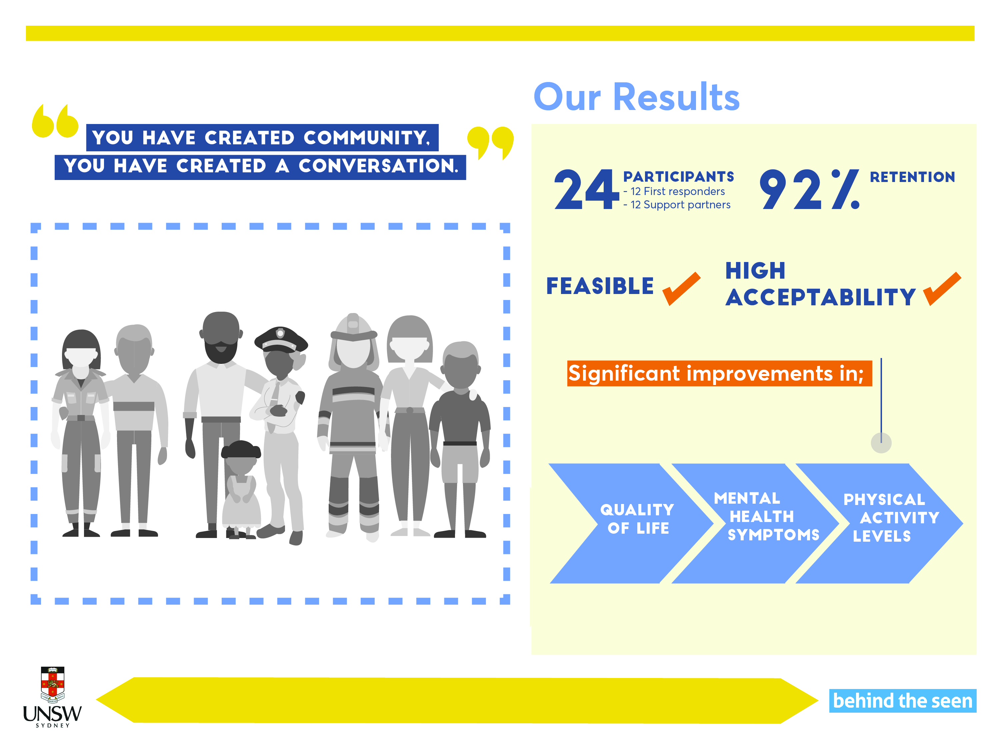 YOU HAVE CREATED COMMUNITY,
YOU HAVE CREATED A CONVERSATION.
Our Results
24 PARTICIPANTS
- 12 First responders
- 12 Support partners
92% RETENTION
FEASIBLE
HIGH
ACCEPTABILITY
Significant improvements in;
QUALITY
OF LIFE
MENTAL
HEALTH
SYMPTOMS
PHYSICAL
ACTIVITY
LEVELS
UNSW
SYDNEY
behind the seen